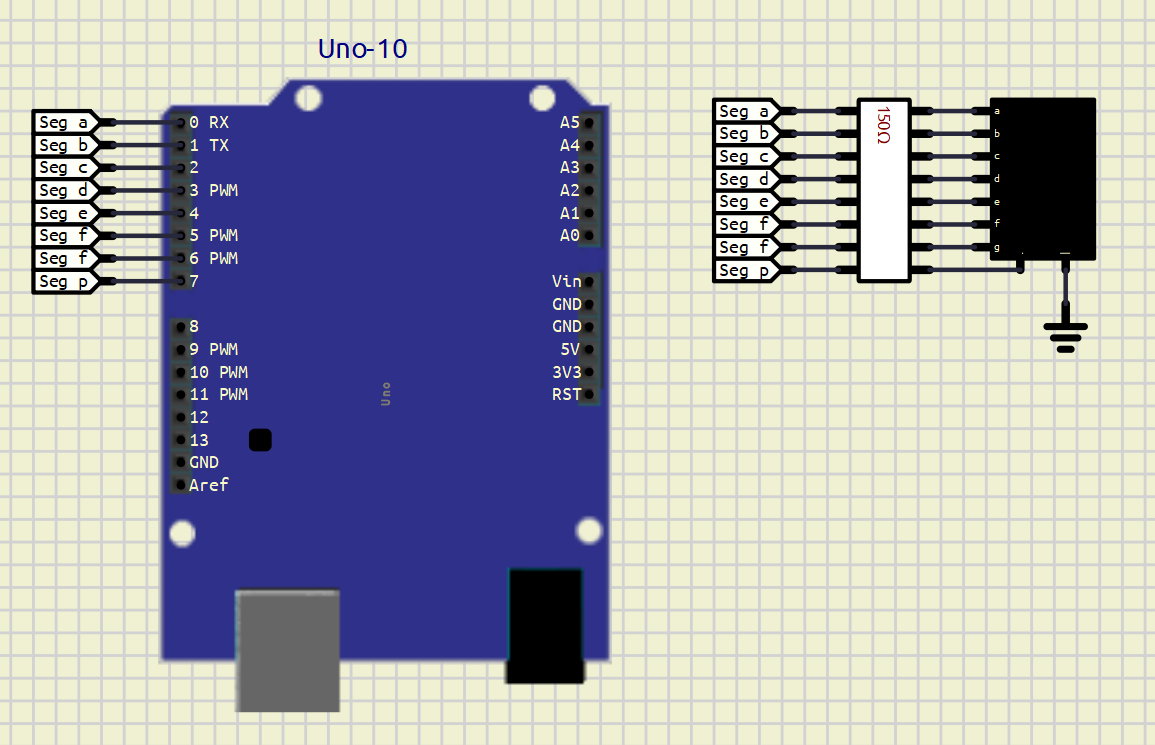 Uno-10
Seg a
Seg b
Seg c
Seg d
Seg e
Seg f
Seg f
Seg p
0 RX
1 TX
2
3 PWM
4
5 PWM
6 PWM
7
8
9 PWM
10 PWM
11 PWM
12
13
GND
Aref
Uno
A5
A4
A3
A2
A1
A0
Vin
GND
GND
5V
3V3
RST
Seg a
Seg b
Seg c
Seg d
Seg e
Seg f
Seg f
Seg p
150Ω
a
b
c
d
e
f
g